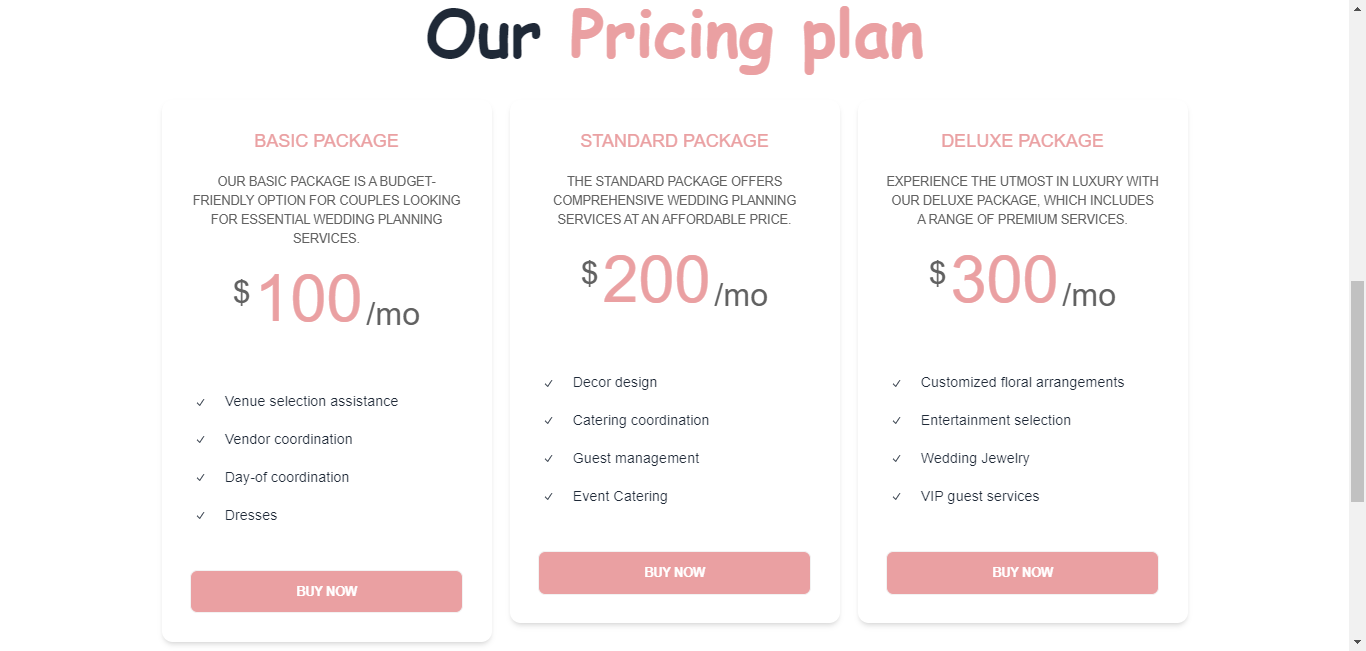 Our Pricing plan
BASIC PACKAGE
OUR BASIC PACKAGE IS A BUDGET-
FRIENDLY OPTION FOR COUPLES LOOKING
FOR ESSENTIAL WEDDING PLANNING
SERVICES.
$100/mo
Venue selection assistance
Vendor coordination
Day-of coordination
Dresses
BUY NOW
STANDARD PACKAGE
THE STANDARD PACKAGE OFFERS
COMPREHENSIVE WEDDING PLANNING
SERVICES AT AN AFFORDABLE PRICE.
$200/mo
Decor design
Catering coordination
Guest management
Event Catering
BUY NOW
DELUXE PACKAGE
EXPERIENCE THE UTMOST IN LUXURY WITH
OUR DELUXE PACKAGE, WHICH INCLUDES
A RANGE OF PREMIUM SERVICES.
$300/mo
Customized floral arrangements
Entertainment selection
Wedding Jewelry
VIP guest services
BUY NOW